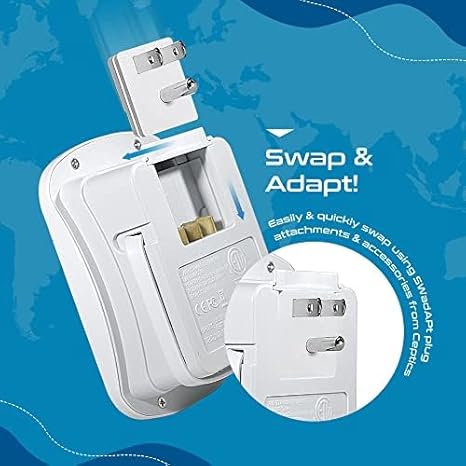 Swap &
Adapt!
Easily & quickly swap using SWadAPt plug
attachments & accessories from Ceptics